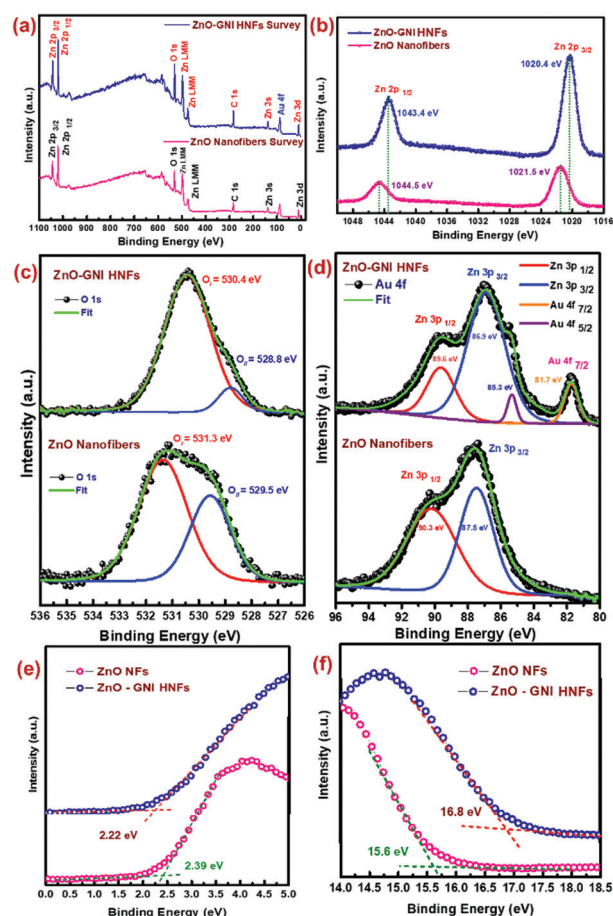 (a)
ZnO-GNI HNFs Survey
Zn 2p 3/2
Zn 2p 1/2
O 1s
Zn LMM
Zn LMM
C 1s
Zn 3s
Au 4f
Zn 3d
ZnO Nanofibers Survey
Zn 2p 3/2
Zn 2p 1/2
O 1s
Zn LMM
Zn LMM
C 1s
Zn 3s
Zn 3d
Intensity (a.u.)
1100 1000 900 800 700 600 500 400 300 200 100 0
Binding Energy (eV)
(b)
ZnO-GNI HNFs
ZnO Nanofibers
Zn 2p 3/2
1020.4 eV
Zn 2p 1/2
1043.4 eV
1021.5 eV
1044.5 eV
Intensity (a.u.)
1048 1044 1040 1036 1032 1028 1024 1020 1016
Binding Energy (eV)
(c)
ZnO-GNI HNFs
O 1s
Fit
OI = 530.4 eV
OII = 528.8 eV
ZnO Nanofibers
O 1s
Fit
OI = 531.3 eV
OII = 529.5 eV
Intensity (a.u.)
536 535 534 533 532 531 530 529 528 527 526
Binding Energy (eV)
(d)
ZnO-GNI HNFs
Au 4f
Fit
Zn 3p 1/2
Zn 3p 3/2
Au 4f 7/2
Au 4f 5/2
Zn 3p 3/2
Zn 3p 1/2
86.9 eV
89.6 eV
85.3 eV
Au 4f 7/2
81.7 eV
ZnO Nanofibers
Zn 3p 3/2
Zn 3p 1/2
90.3 eV
87.5 eV
Intensity (a.u.)
96 94 92 90 88 86 84 82 80
Binding Energy (eV)
(e)
ZnO NFs
ZnO - GNI HNFs
2.22 eV
2.39 eV
Intensity (a.u.)
0.0 0.5 1.0 1.5 2.0 2.5 3.0 3.5 4.0 4.5 5.0
Binding Energy (eV)
(f)
ZnO NFs
ZnO - GNI HNFs
16.8 eV
15.6 eV
Intensity (a.u.)
14.0 14.5 15.0 15.5 16.0 16.5 17.0 17.5 18.0 18.5
Binding Energy (eV)